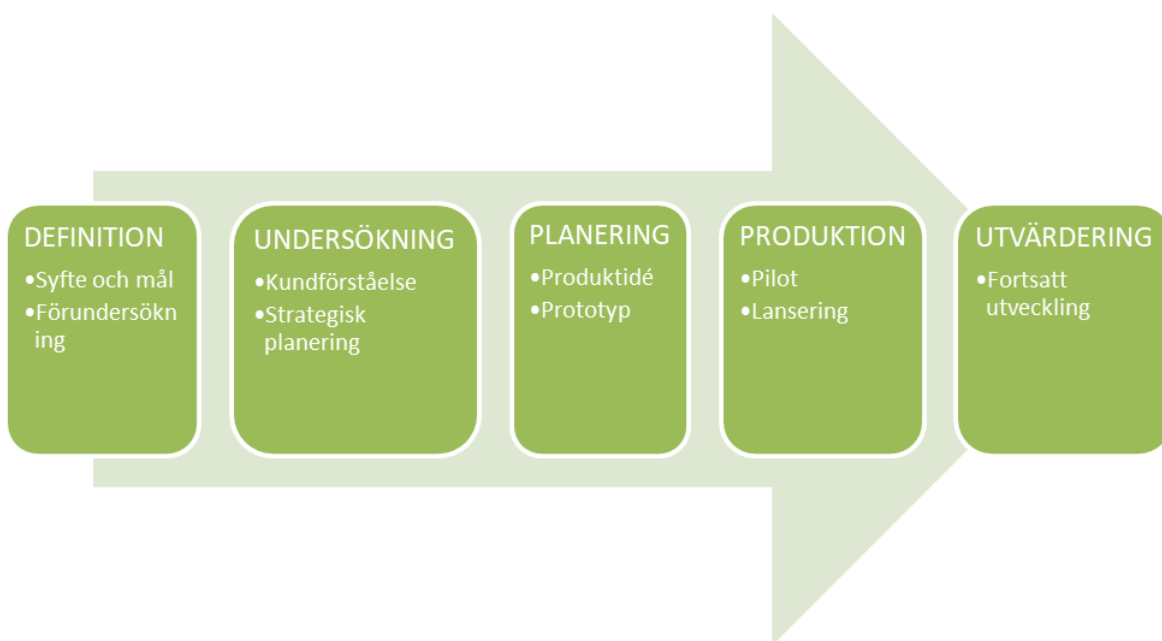 DEFINITION
•Syfte och mål
•Förundersökn
ing
UNDERSÖKNING
•Kundförståelse
•Strategisk
planering
PLANERING
•Produktidé
•Prototyp
PRODUKTION
•Pilot
•Lansering
UTVÄRDERING
•Fortsatt
utveckling